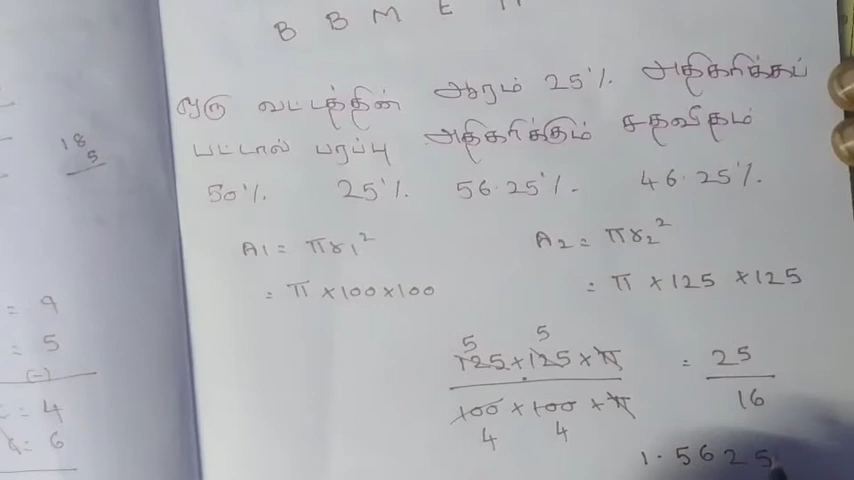 B B M E
ஒரு வட்டத்தின் ஆரம் 25% அதிகரிக்கப்
பட்டால் பரப்பு அதிகரிக்கும் சதவிதம்
50% 25% 56.25% 46.25%
A1 = πr1² A2 = πr2²
= π ×100×100 = π ×125 ×125
5 5
125×125×π = 25
100×100×π 16
4 4
1.5625
18
5
= 9
= 5
(-)
= 4
= 6